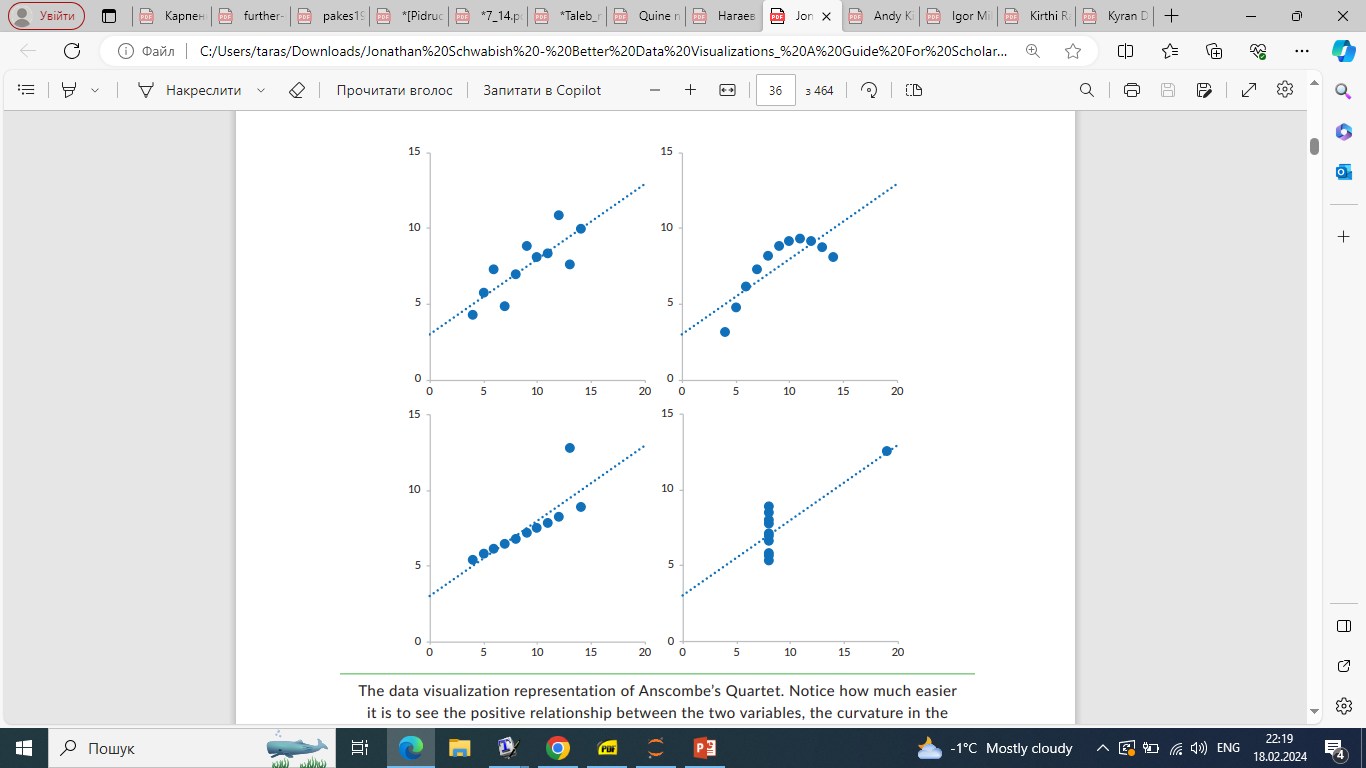 Увійти
Карпен
further-
pakes19
*[Pidruc
*7_14.p
*Taleb_r
Quine n
Нагаев
Jon
Andy Ki
Igor Mi
Kirthi R
Kyran D
Файл
C:/Users/taras/Downloads/Jonathan%20Schwabish%20-%20Better%20Data%20Visualizations_%20A%20Guide%20For%20Scholar...
Накреслити
Прочитати вголос
Запитати в Copilot
36
з 464
15
10
5
0
0 5 10 15 20
15
10
5
0
0 5 10 15 20
15
10
5
0
0 5 10 15 20
15
10
5
0
0 5 10 15 20
The data visualization representation of Anscombe's Quartet. Notice how much easier
it is to see the positive relationship between the two variables, the curvature in the
Пошук
PDF
-1°C Mostly cloudy
ENG
22:19
18.02.2024
4